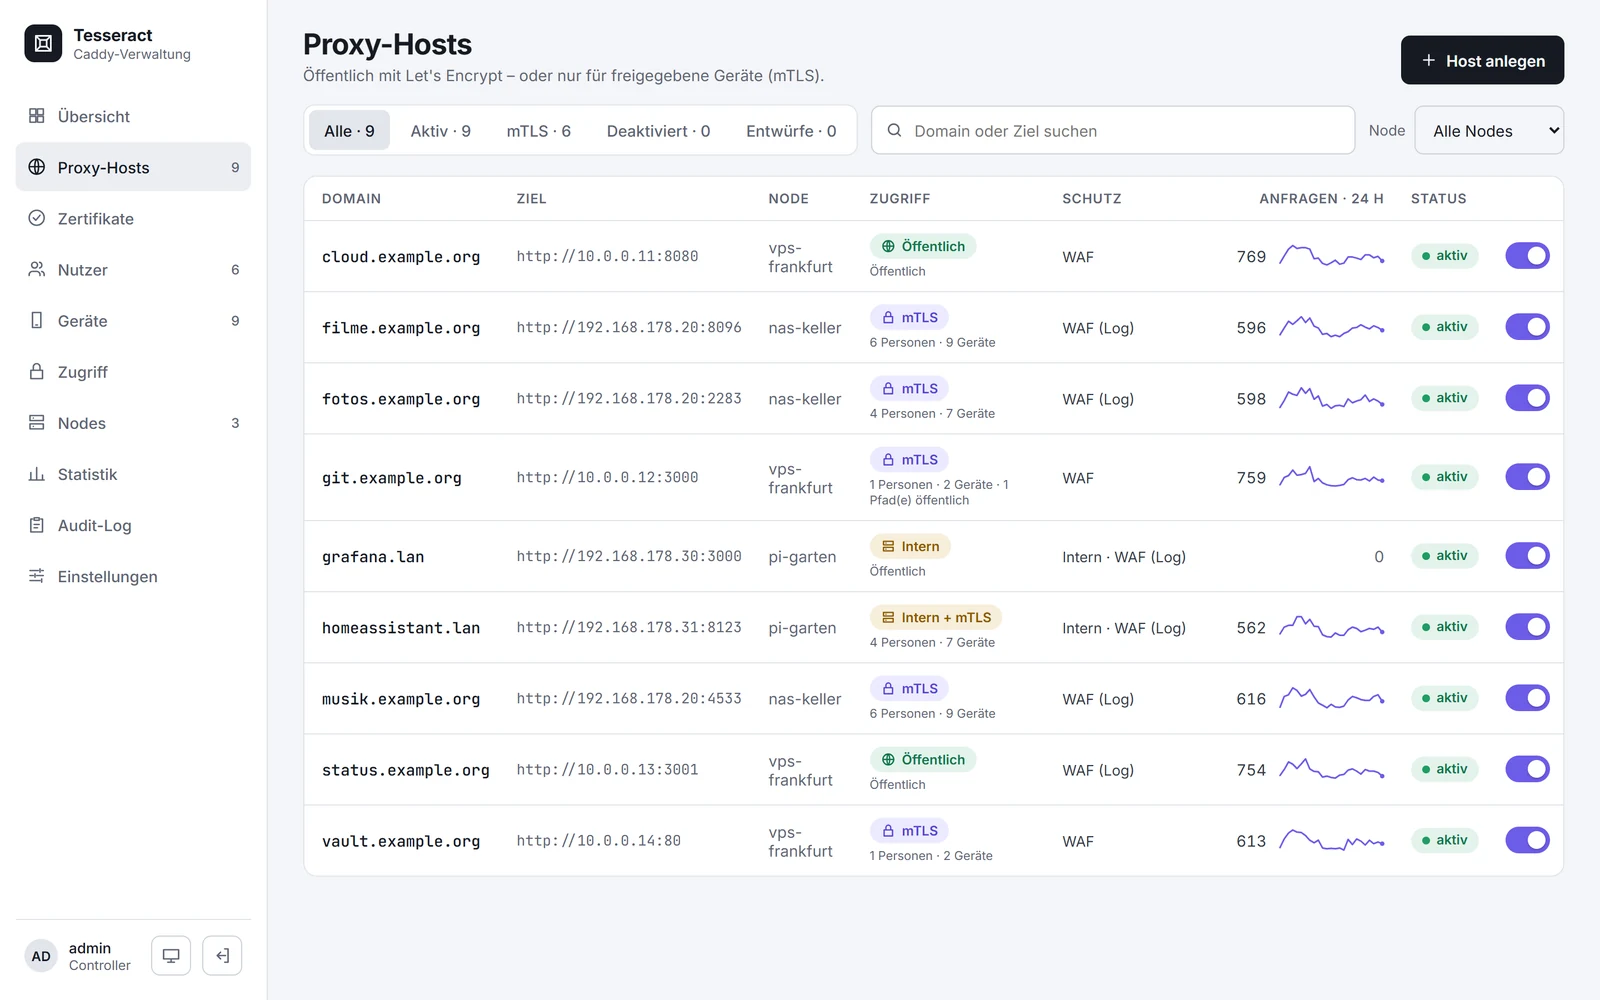 Tesseract
Caddy-Verwaltung
Übersicht
Proxy-Hosts 9
Zertifikate
Nutzer 6
Geräte 9
Zugriff
Nodes 3
Statistik
Audit-Log
Einstellungen
AD
admin
Controller
Proxy-Hosts
Öffentlich mit Let's Encrypt – oder nur für freigegebene Geräte (mTLS).
+ Host anlegen
Alle · 9 Aktiv · 9 mTLS · 6 Deaktiviert · 0 Entwürfe · 0
Domain oder Ziel suchen
Node Alle Nodes
DOMAIN ZIEL NODE ZUGRIFF SCHUTZ ANFRAGEN · 24 H STATUS
cloud.example.org http://10.0.0.11:8080 vps-
frankfurt Öffentlich
Öffentlich
WAF 769 aktiv
filme.example.org http://192.168.178.20:8096 nas-keller mTLS
6 Personen · 9 Geräte
WAF (Log) 596 aktiv
fotos.example.org http://192.168.178.20:2283 nas-keller mTLS
4 Personen · 7 Geräte
WAF (Log) 598 aktiv
git.example.org http://10.0.0.12:3000 vps-
frankfurt mTLS
1 Personen · 2 Geräte · 1
Pfad(e) öffentlich
WAF 759 aktiv
grafana.lan http://192.168.178.30:3000 pi-garten Intern
Öffentlich
Intern · WAF (Log) 0 aktiv
homeassistant.lan http://192.168.178.31:8123 pi-garten Intern + mTLS
4 Personen · 7 Geräte
Intern · WAF (Log) 562 aktiv
musik.example.org http://192.168.178.20:4533 nas-keller mTLS
6 Personen · 9 Geräte
WAF (Log) 616 aktiv
status.example.org http://10.0.0.13:3001 vps-
frankfurt Öffentlich
Öffentlich
WAF (Log) 754 aktiv
vault.example.org http://10.0.0.14:80 vps-
frankfurt mTLS
1 Personen · 2 Geräte
WAF 613 aktiv